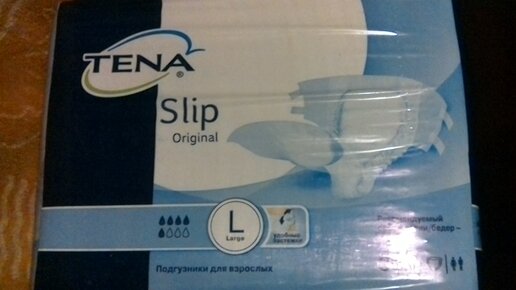 TENA
®
Slip
Original
L
Large
удобные
застежки
Подгузники для взрослых